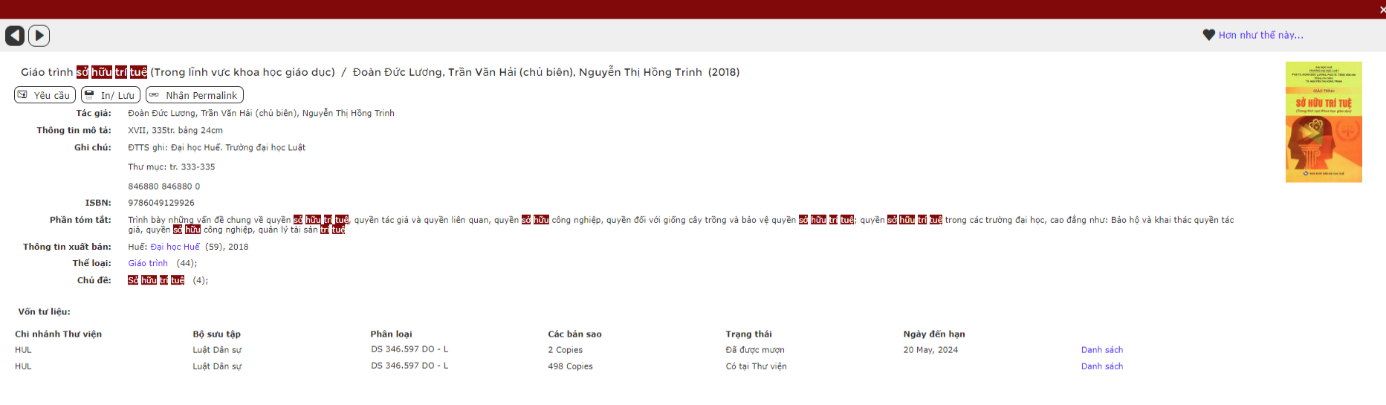 Hơn như thế này...
Giáo trình sở hữu trí tuệ (Trong lĩnh vực khoa học giáo dục) / Đoàn Đức Lương, Trần Văn Hải (chủ biên), Nguyễn Thị Hồng Trinh (2018)
Yêu cầu In/ Lưu Nhận Permalink
Tác giả: Đoàn Đức Lương, Trần Văn Hải (chủ biên), Nguyễn Thị Hồng Trinh
Thông tin mô tả: XVII, 335tr. bảng 24cm
Ghi chú: ĐTTS ghi: Đại học Huế. Trường đại học Luật
Thư mục: tr. 333-335
846880 846880 0
ISBN: 9786049129926
Phần tóm tắt: Trình bày những vấn đề chung về quyền sở hữu trí tuệ, quyền tác giả và quyền liên quan, quyền sở hữu công nghiệp, quyền đối với giống cây trồng và bảo vệ quyền sở hữu trí tuệ; quyền sở hữu trí tuệ trong các trường đại học, cao đẳng như: Bảo hộ và khai thác quyền tác
giả, quyền sở hữu công nghiệp, quản lý tài sản trí tuệ
Thông tin xuất bản: Huế: Đại học Huế (59), 2018
Thể loại: Giáo trình (44);
Chủ đề: Sở hữu trí tuệ (4);
SỞ HỮU TRÍ TUỆ
Vốn tư liệu:
Chi nhánh Thư viện Bộ sưu tập Phân loại Các bản sao Trạng thái Ngày đến hạn
HUL Luật Dân sự DS 346.597 DO - L 2 Copies Đã được mượn 20 May, 2024 Danh sách
HUL Luật Dân sự DS 346.597 DO - L 498 Copies Có tại Thư viện Danh sách